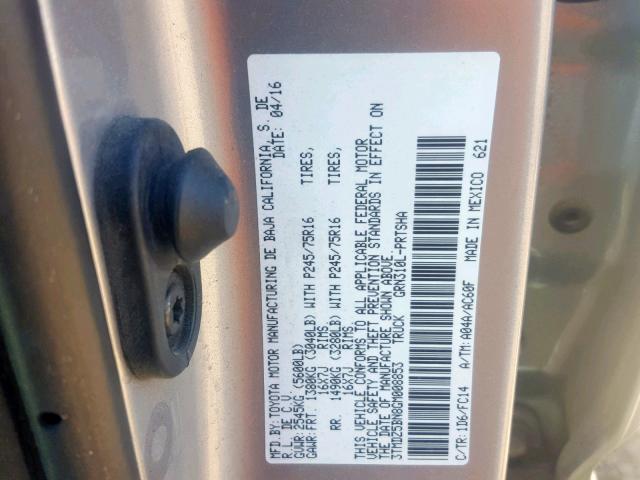 MFD.BY: TOYOTA MOTOR MANUFACTURING DE BAJA CALIFORNIA, S. DE
R.L. DE C.V. DATE: 04/16
GVWR: 2545KG (5600LB)
GAWR: FRT. 1380KG (3040LB) WITH P245/75R16 TIRES,
16X7J RIMS,
RR. 1490KG (3280LB) WITH P245/75R16 TIRES,
16X7J RIMS,
THIS VEHICLE CONFORMS TO ALL APPLICABLE FEDERAL MOTOR
VEHICLE SAFETY AND THEFT PREVENTION STANDARDS IN EFFECT ON
THE DATE OF MANUFACTURE SHOWN ABOVE.
3TMDZ5BN8GM008853 TRUCK GRN310L-PRTSHA
C/TR: 1D6/FC14 A/TM: A04A/AC60F MADE IN MEXICO 621